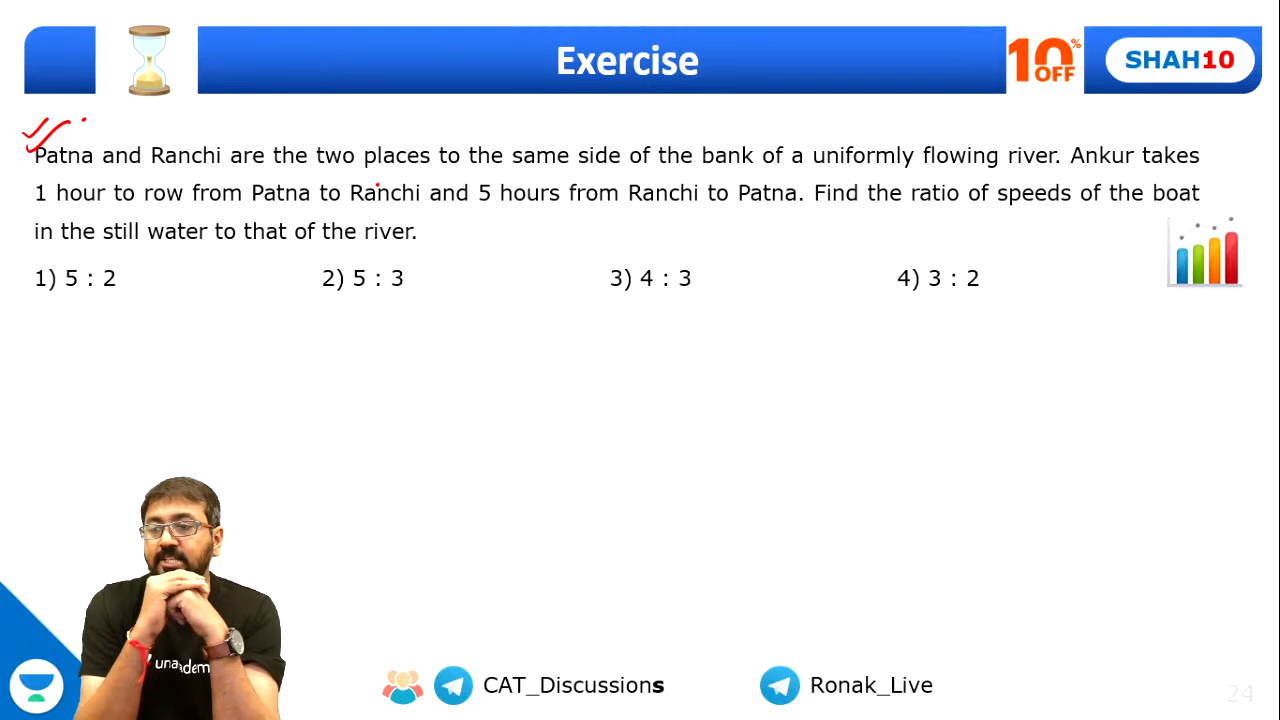 Exercise
10% OFF
SHAH10
Patna and Ranchi are the two places to the same side of the bank of a uniformly flowing river. Ankur takes
1 hour to row from Patna to Ranchi and 5 hours from Ranchi to Patna. Find the ratio of speeds of the boat
in the still water to that of the river.
1) 5 : 2 2) 5 : 3 3) 4 : 3 4) 3 : 2
CAT_Discussions
Ronak_Live
24